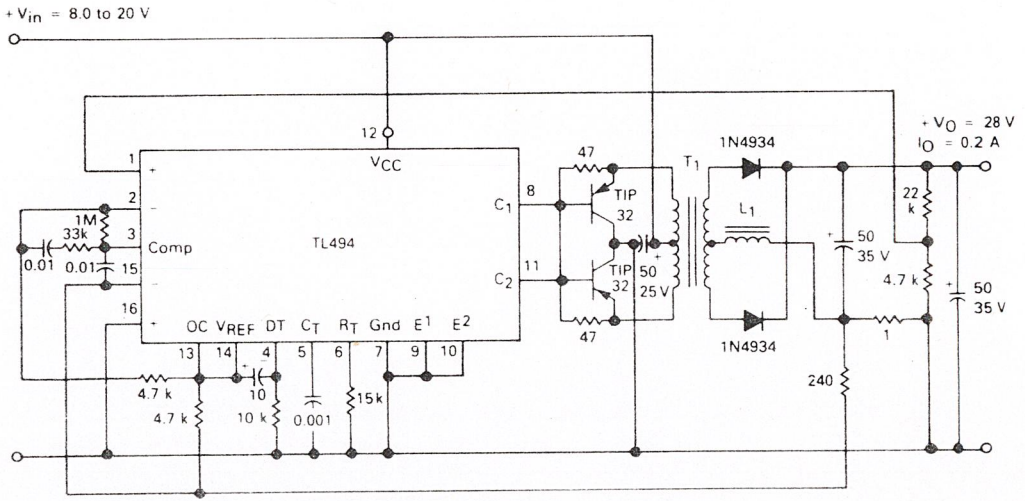 + Vin = 8.0 to 20 V
12
VCC
+ VO = 28 V
IO = 0.2 A
1N4934
47
T1
1
+
8
C1
TIP
32
22
k
2
−
1M
33k
3
Comp
TL494
L1
+
50
35 V
0.01
0.01
15
−
11
C2
TIP
32
+
50
25 V
4.7 k
+
50
35 V
16
+
OC
VREF
DT
CT
RT
Gnd
E1
E2
47
1N4934
1
13
14
4
5
6
7
9
10
+
−
4.7 k
10
240
4.7 k
10 k
0.001
15k